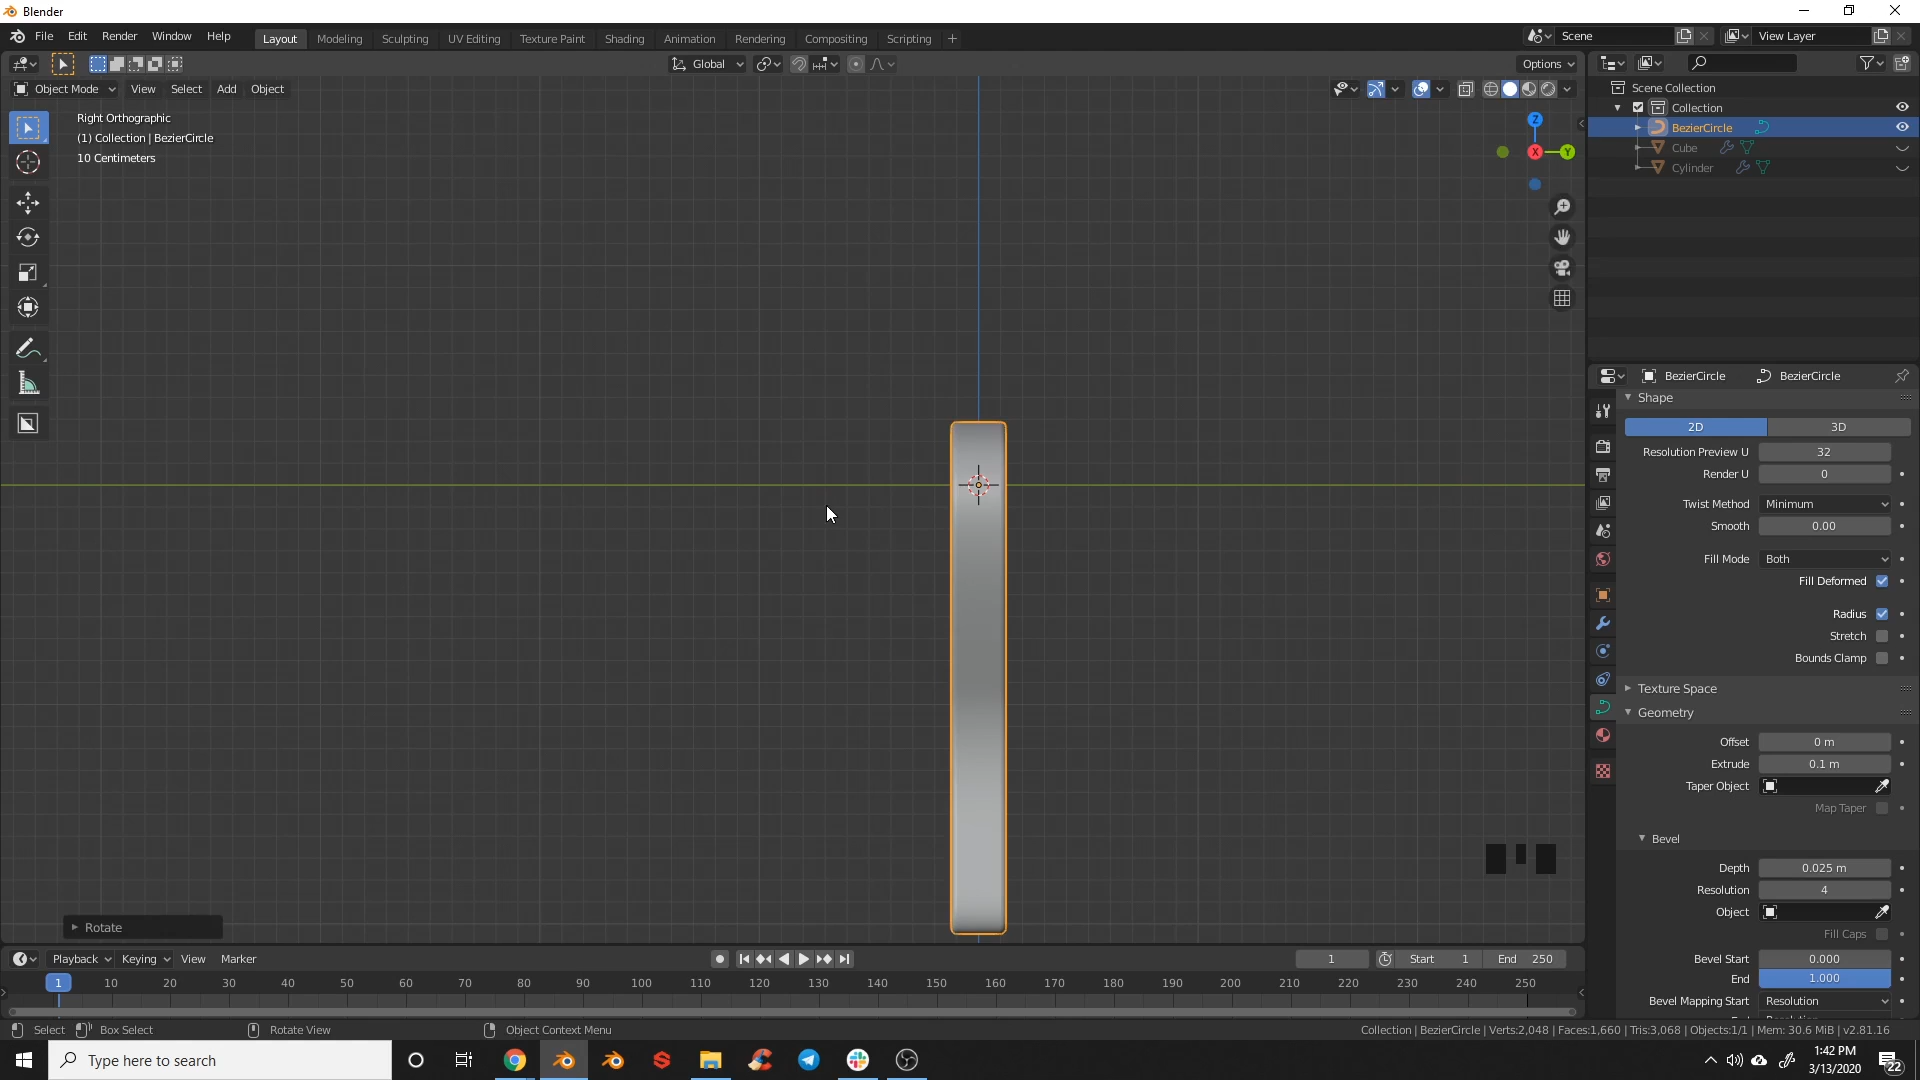 Blender
File Edit Render Window Help Layout Modeling Sculpting UV Editing Texture Paint Shading Animation Rendering Compositing Scripting + Scene View Layer
Global Options
Object Mode View Select Add Object
Right Orthographic
(1) Collection | BezierCircle
10 Centimeters
Z
X Y
Scene Collection
Collection
BezierCircle
Cube
Cylinder
BezierCircle BezierCircle
Shape
2D 3D
Resolution Preview U 32
Render U 0
Twist Method Minimum
Smooth 0.00
Fill Mode Both
Fill Deformed
Radius
Stretch
Bounds Clamp
Texture Space
Geometry
Offset 0 m
Extrude 0.1 m
Taper Object
Map Taper
Bevel
Depth 0.025 m
Resolution 4
Object
Fill Caps
Bevel Start 0.000
End 1.000
Bevel Mapping Start Resolution
Rotate
Playback Keying View Marker 1 Start 1 End 250
1 10 20 30 40 50 60 70 80 90 100 110 120 130 140 150 160 170 180 190 200 210 220 230 240 250
Select Box Select Rotate View Object Context Menu Collection | BezierCircle | Verts:2,048 | Faces:1,660 | Tris:3,068 | Objects:1/1 | Mem: 30.6 MiB | v2.81.16
Type here to search
1:42 PM
3/13/2020
22